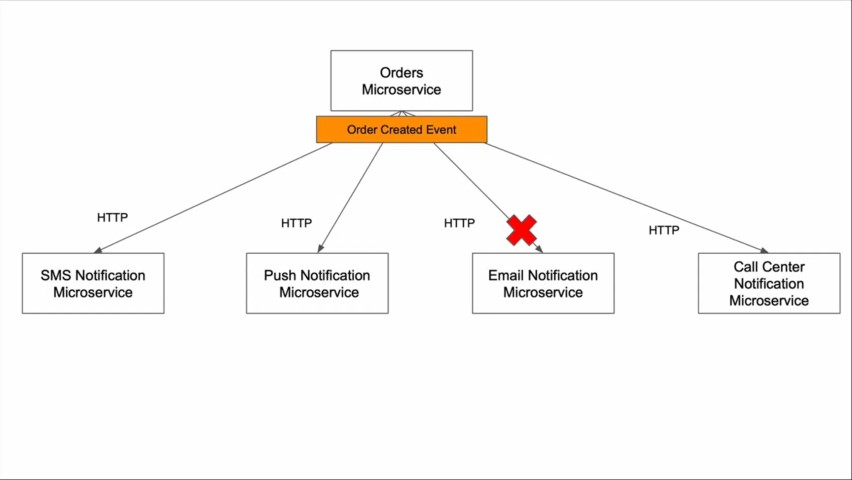 Orders
Microservice
Order Created Event
HTTP
HTTP
HTTP
HTTP
SMS Notification
Microservice
Push Notification
Microservice
Email Notification
Microservice
Call Center
Notification
Microservice